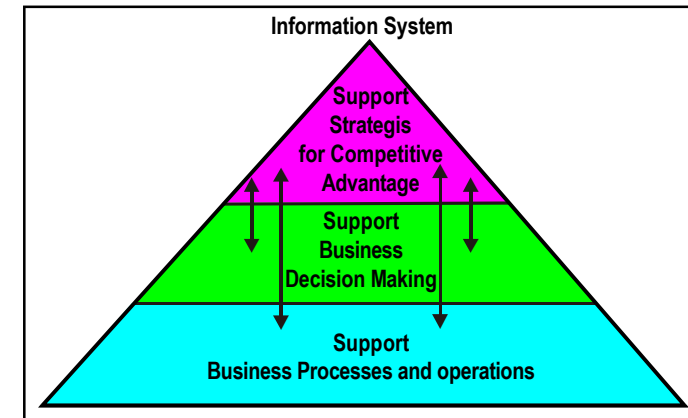 Information System
Support
Strategis
for Competitive
Advantage
Support
Business
Decision Making
Support
Business Processes and operations